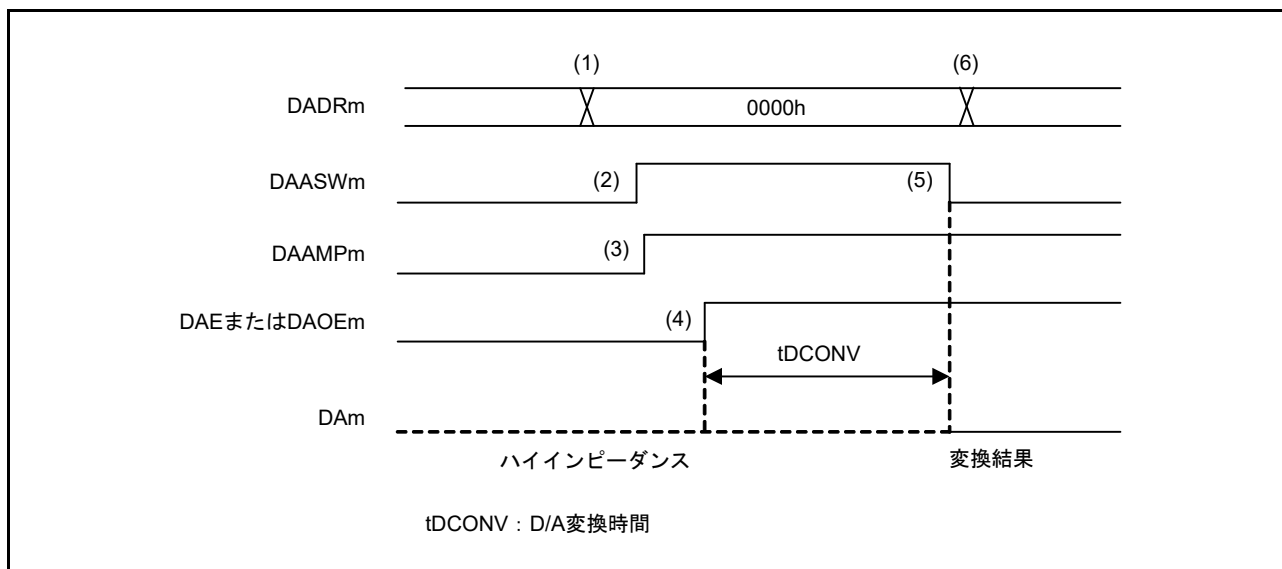 (1) (6)
DADRm 0000h
DAASWm (2) (5)
DAAMPm (3)
DAEまたはDAOEm (4)
tDCONV
DAm
ハイインピーダンス 変換結果
tDCONV：D/A変換時間